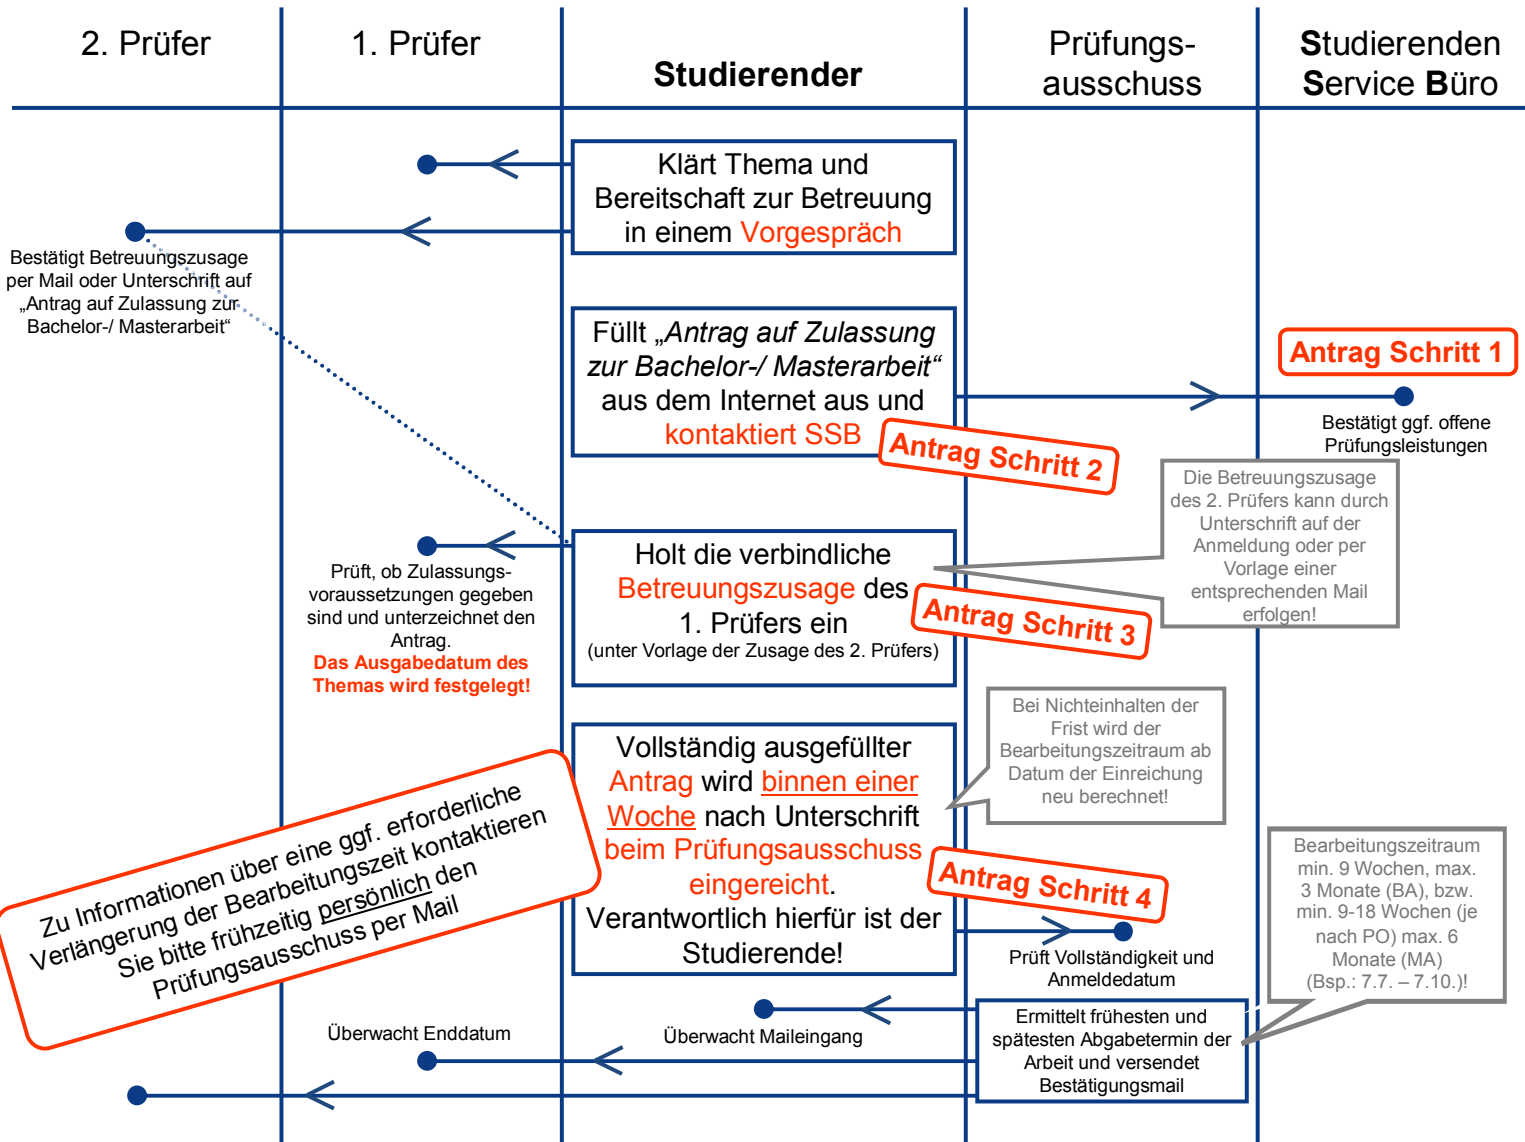 2. Prüfer
1. Prüfer
Studierender
Prüfungs-
ausschuss
Studierenden
Service Büro
Klärt Thema und
Bereitschaft zur Betreuung
in einem Vorgespräch
Bestätigt Betreuungszusage
per Mail oder Unterschrift auf
„Antrag auf Zulassung zur
Bachelor-/ Masterarbeit“
Füllt „Antrag auf Zulassung
zur Bachelor-/ Masterarbeit“
aus dem Internet aus und
kontaktiert SSB
Antrag Schritt 1
Bestätigt ggf. offene
Prüfungsleistungen
Antrag Schritt 2
Die Betreuungszusage
des 2. Prüfers kann durch
Unterschrift auf der
Anmeldung oder per
Vorlage einer
entsprechenden Mail
erfolgen!
Holt die verbindliche
Betreuungszusage des
1. Prüfers ein
(unter Vorlage der Zusage des 2. Prüfers)
Antrag Schritt 3
Prüft, ob Zulassungs-
voraussetzungen gegeben
sind und unterzeichnet den
Antrag.
Das Ausgabedatum des
Themas wird festgelegt!
Bei Nichteinhalten der
Frist wird der
Bearbeitungszeitraum ab
Datum der Einreichung
neu berechnet!
Vollständig ausgefüllter
Antrag wird binnen einer
Woche nach Unterschrift
beim Prüfungsausschuss
eingereicht.
Verantwortlich hierfür ist der
Studierende!
Antrag Schritt 4
Zu Informationen über eine ggf. erforderliche
Verlängerung der Bearbeitungszeit kontaktieren
Sie bitte frühzeitig persönlich den
Prüfungsausschuss per Mail
Prüft Vollständigkeit und
Anmeldedatum
Bearbeitungszeitraum
min. 9 Wochen, max.
3 Monate (BA), bzw.
min. 9-18 Wochen (je
nach PO) max. 6
Monate (MA)
(Bsp.: 7.7. – 7.10.)!
Überwacht Enddatum
Überwacht Maileingang
Ermittelt frühesten und
spätesten Abgabetermin der
Arbeit und versendet
Bestätigungsmail